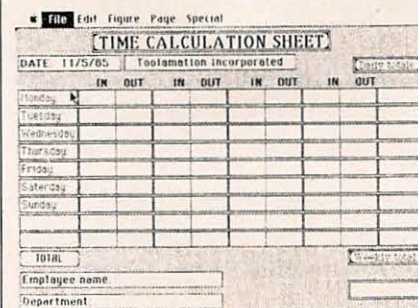 File Edit Figure Page Special
TIME CALCULATION SHEET
DATE 11/5/85 Toolamation Incorporated Daily totals
IN OUT IN OUT IN OUT IN OUT
Monday
Tuesday
Wednesday
Thursday
Friday
Saterday
Sunday
TOTAL Weekly total
Employee name
Department